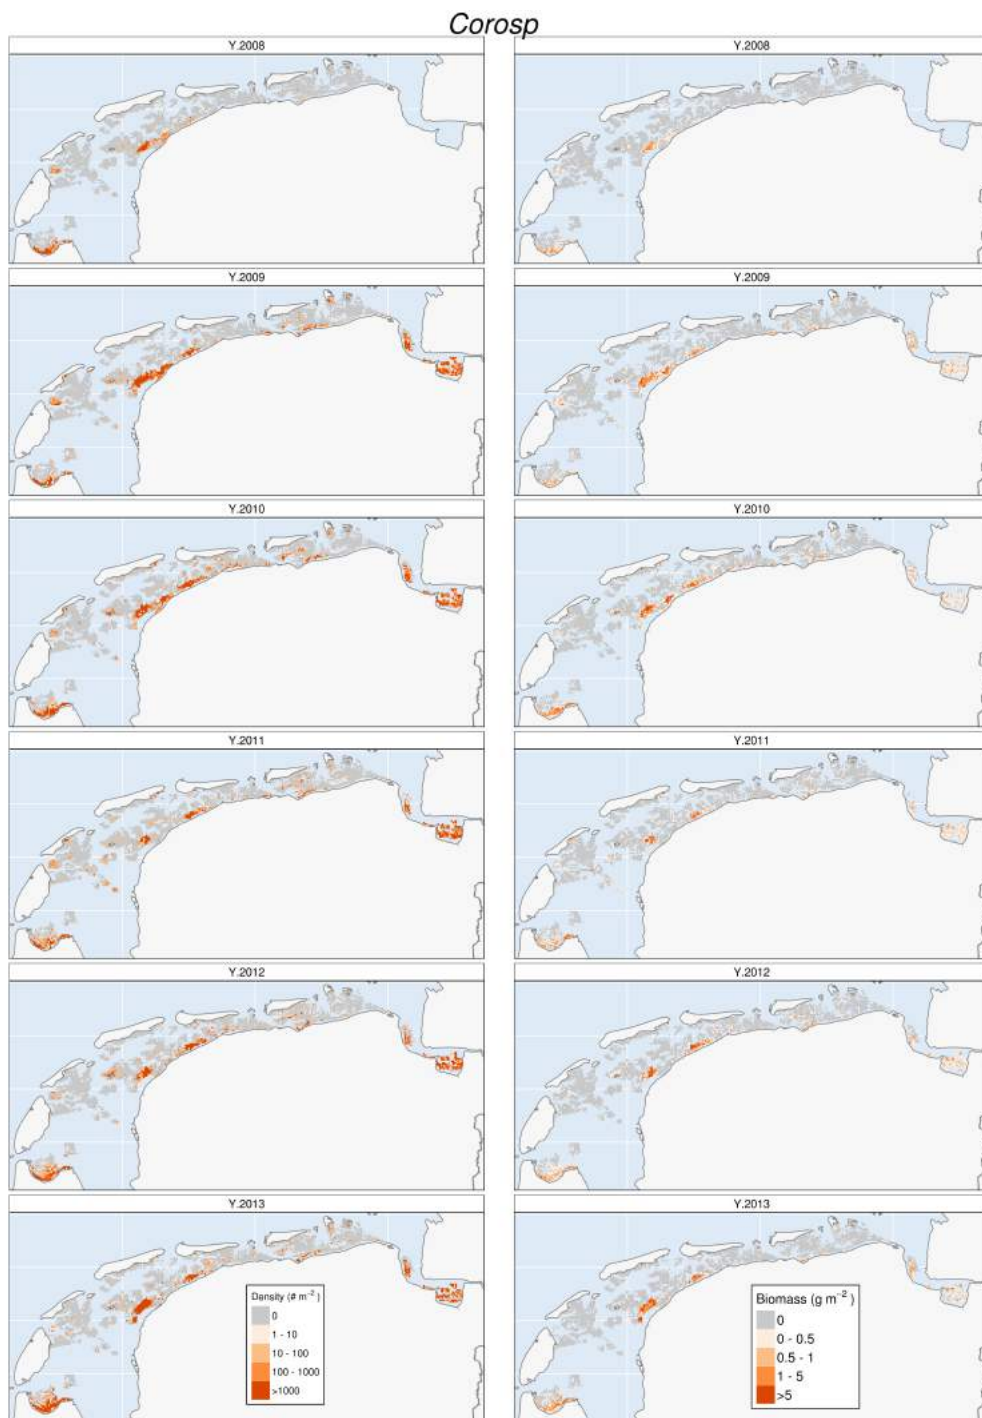 Corosp
Y.2008
Y.2008
Y.2009
Y.2009
Y.2010
Y.2010
Y.2011
Y.2011
Y.2012
Y.2012
Y.2013
Y.2013
Density (# m⁻²)
0
1 - 10
10 - 100
100 - 1000
>1000
Biomass (g m⁻²)
0
0 - 0.5
0.5 - 1
1 - 5
>5